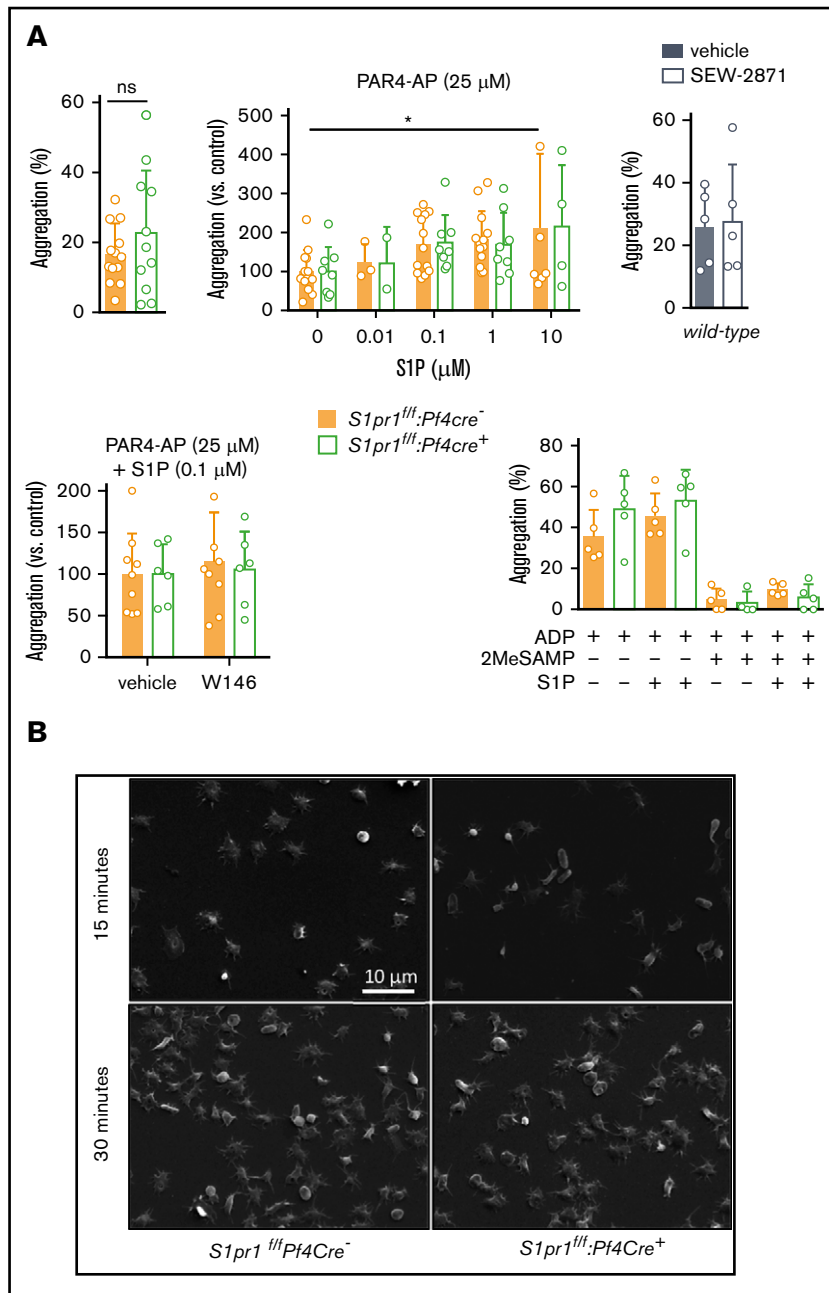 A
vehicle
SEW-2871
ns
60
40
20
0
Aggregation (%)
PAR4-AP (25 μM)
*
500
400
300
200
100
0
Aggregation (vs. control)
0 0.01 0.1 1 10
S1P (μM)
60
40
20
0
Aggregation (%)
wild-type
S1pr1f/f:Pf4cre-
S1pr1f/f:Pf4cre+
PAR4-AP (25 μM)
+ S1P (0.1 μM)
200
150
100
50
0
Aggregation (vs. control)
vehicle W146
80
60
40
20
0
Aggregation (%)
ADP + + + + + + + +
2MeSAMP – – – – + + + +
S1P – – + + – – + +
B
15 minutes
10 μm
30 minutes
S1pr1 f/fPf4Cre-
S1pr1f/f:Pf4Cre+